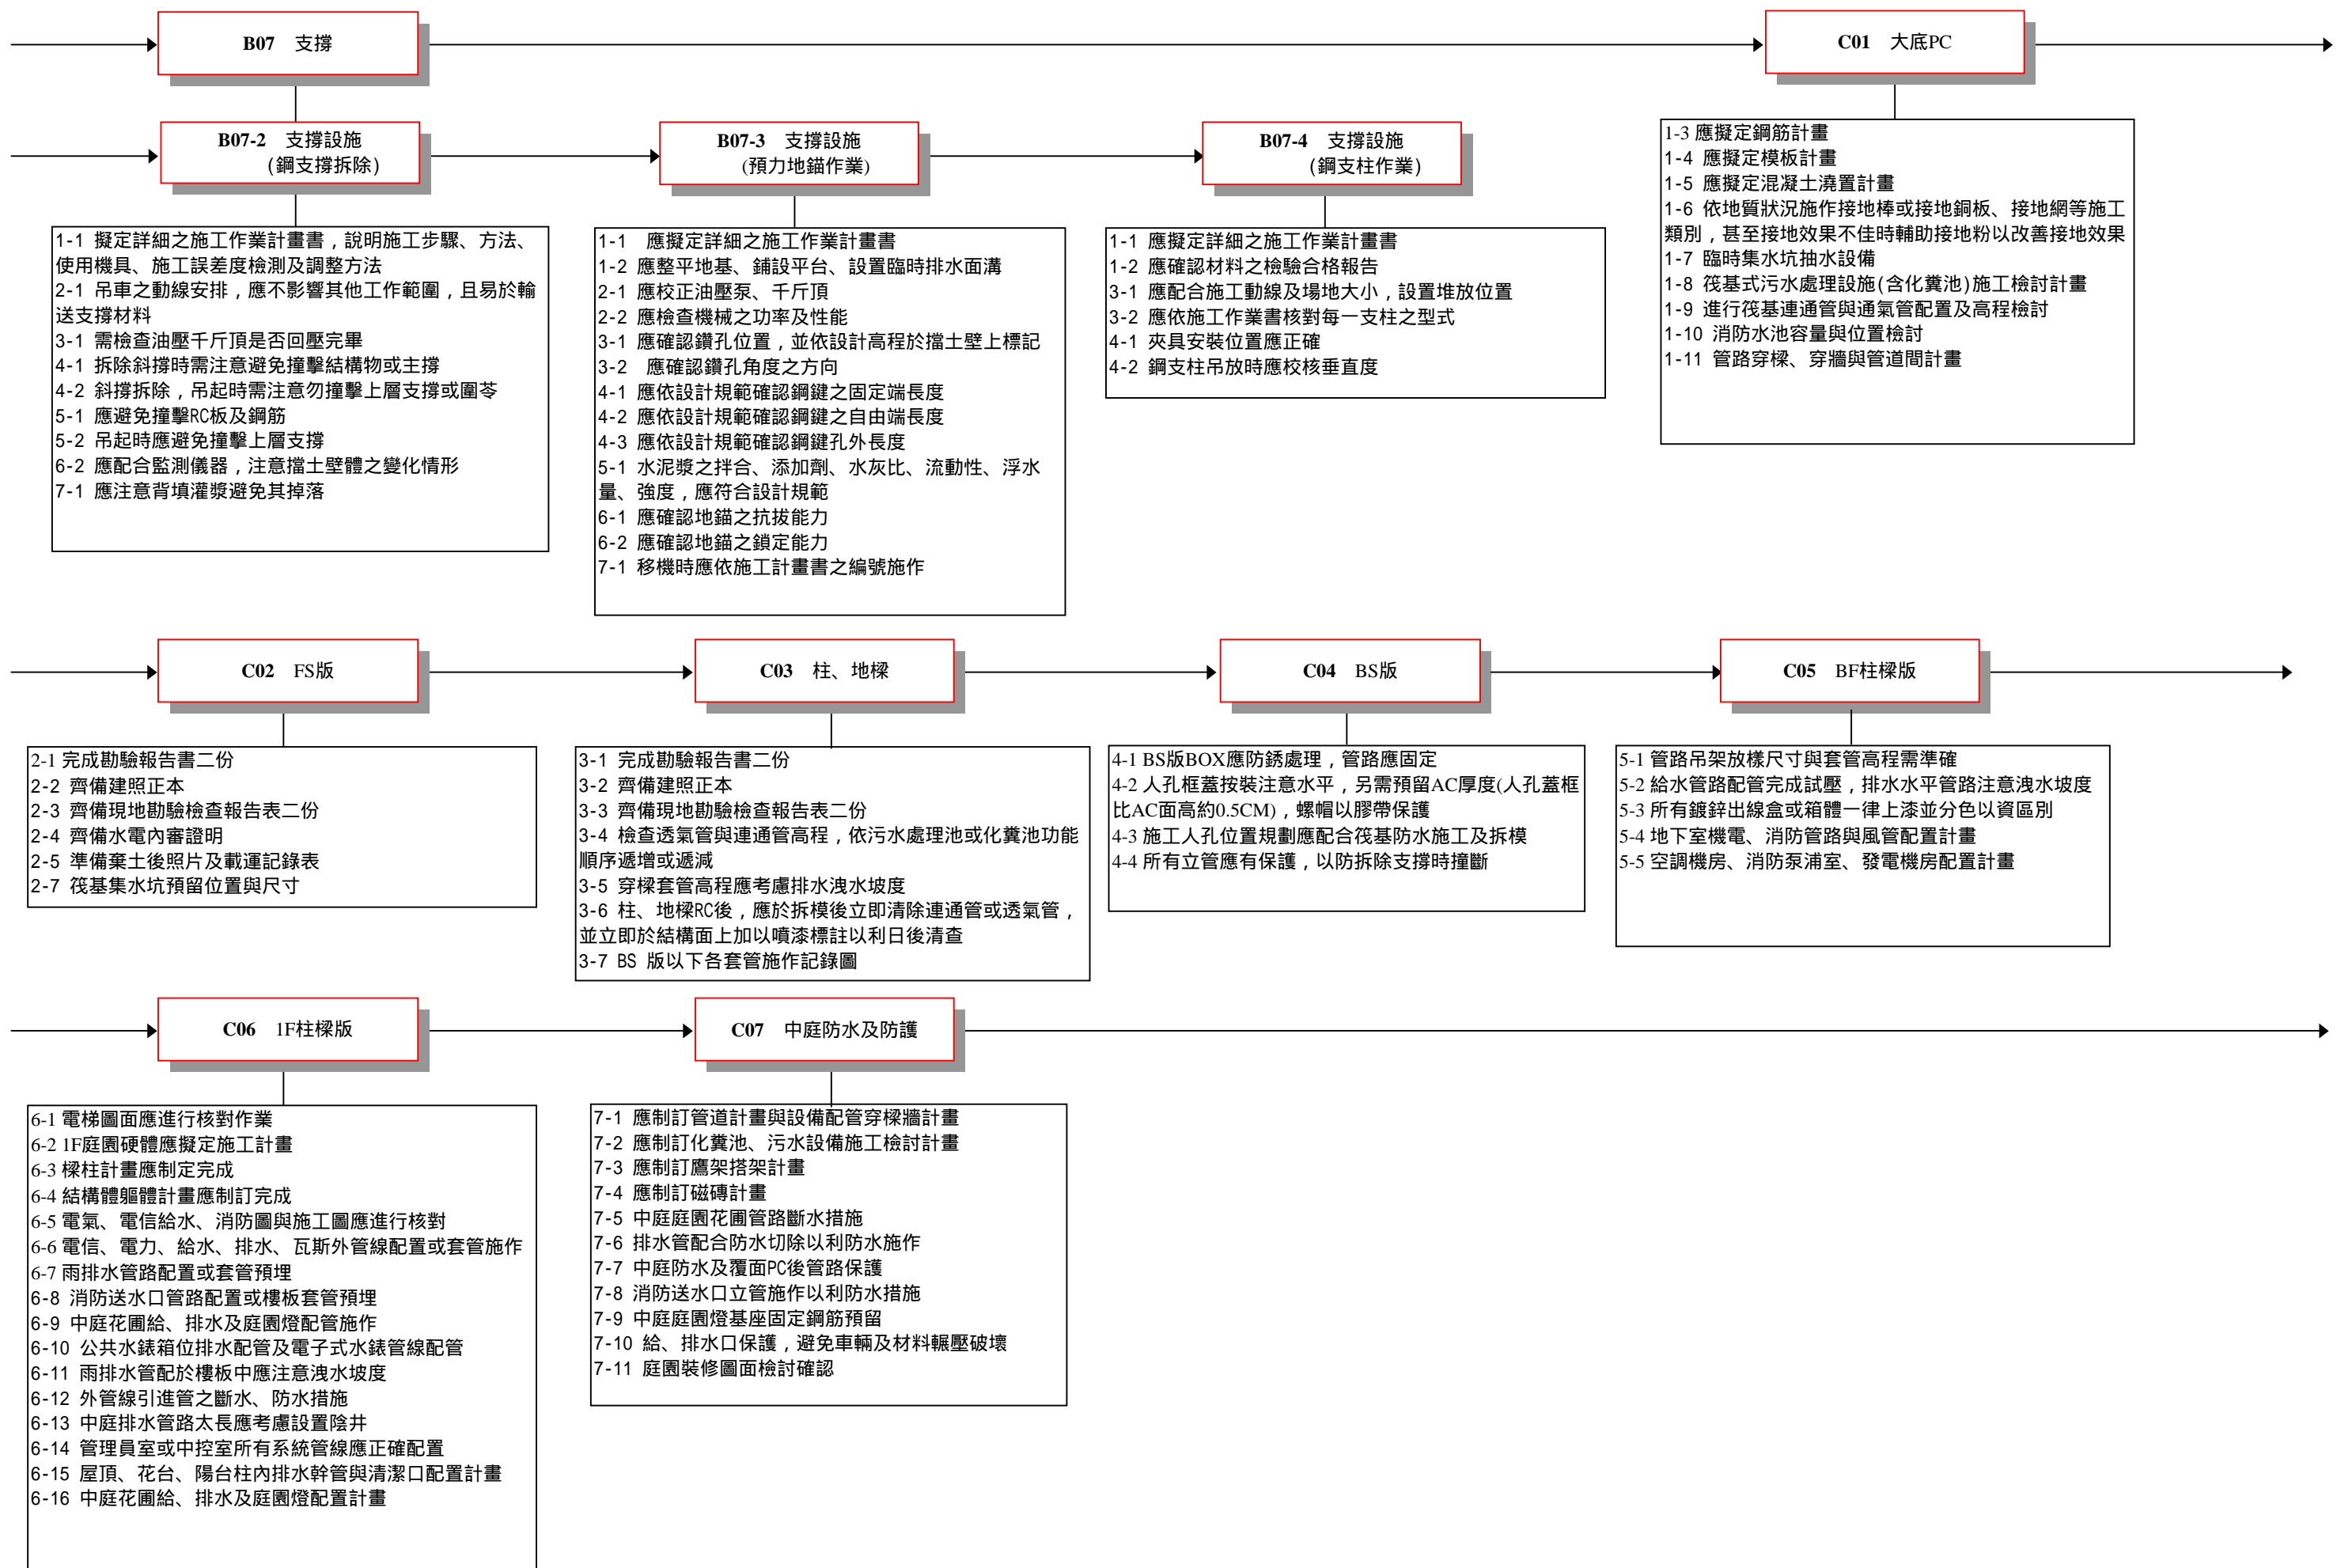 B07 支撐
C01 大底PC
B07-2 支撐設施
(鋼支撐拆除)
B07-3 支撐設施
(預力地錨作業)
B07-4 支撐設施
(鋼支柱作業)
1-1 擬定詳細之施工作業計畫書，說明施工步驟、方法、
使用機具、施工誤差度檢測及調整方法
2-1 吊車之動線安排，應不影響其他工作範圍，且易於輸
送支撐材料
3-1 需檢查油壓千斤頂是否回壓完畢
4-1 拆除斜撐時需注意避免撞擊結構物或主撐
4-2 斜撐拆除，吊起時需注意勿撞擊上層支撐或圍苓
5-1 應避免撞擊RC板及鋼筋
5-2 吊起時應避免撞擊上層支撐
6-2 應配合監測儀器，注意擋土壁體之變化情形
7-1 應注意背填灌漿避免其掉落
1-1 應擬定詳細之施工作業計畫書
1-2 應整平地基、鋪設平台、設置臨時排水面溝
2-1 應校正油壓泵、千斤頂
2-2 應檢查機械之功率及性能
3-1 應確認鑽孔位置，並依設計高程於擋土壁上標記
3-2 應確認鑽孔角度之方向
4-1 應依設計規範確認鋼鍵之固定端長度
4-2 應依設計規範確認鋼鍵之自由端長度
4-3 應依設計規範確認鋼鍵孔外長度
5-1 水泥漿之拌合、添加劑、水灰比、流動性、浮水
量、強度，應符合設計規範
6-1 應確認地錨之抗拔能力
6-2 應確認地錨之鎖定能力
7-1 移機時應依施工計畫書之編號施作
1-1 應擬定詳細之施工作業計畫書
1-2 應確認材料之檢驗合格報告
3-1 應配合施工動線及場地大小，設置堆放位置
3-2 應依施工作業書核對每一支柱之型式
4-1 夾具安裝位置應正確
4-2 鋼支柱吊放時應校核垂直度
1-3 應擬定鋼筋計畫
1-4 應擬定模板計畫
1-5 應擬定混凝土澆置計畫
1-6 依地質狀況施作接地棒或接地銅板、接地網等施工
類別，甚至接地效果不佳時輔助接地粉以改善接地效果
1-7 臨時集水坑抽水設備
1-8 筏基式污水處理設施(含化糞池)施工檢討計畫
1-9 進行筏基連通管與通氣管配置及高程檢討
1-10 消防水池容量與位置檢討
1-11 管路穿樑、穿牆與管道間計畫
C02 FS版
C03 柱、地樑
C04 BS版
C05 BF柱樑版
2-1 完成勘驗報告書二份
2-2 齊備建照正本
2-3 齊備現地勘驗檢查報告表二份
2-4 齊備水電內審證明
2-5 準備棄土後照片及載運記錄表
2-7 筏基集水坑預留位置與尺寸
3-1 完成勘驗報告書二份
3-2 齊備建照正本
3-3 齊備現地勘驗檢查報告表二份
3-4 檢查透氣管與連通管高程，依污水處理池或化糞池功能
順序遞增或遞減
3-5 穿樑套管高程應考慮排水洩水坡度
3-6 柱、地樑RC後，應於拆模後立即清除連通管或透氣管，
並立即於結構面上加以噴漆標註以利日後清查
3-7 BS 版以下各套管施作記錄圖
4-1 BS版BOX應防銹處理，管路應固定
4-2 人孔框蓋按裝注意水平，另需預留AC厚度(人孔蓋框
比AC面高約0.5CM)，螺帽以膠帶保護
4-3 施工人孔位置規劃應配合筏基防水施工及拆模
4-4 所有立管應有保護，以防拆除支撐時撞斷
5-1 管路吊架放樣尺寸與套管高程需準確
5-2 給水管路配管完成試壓，排水水平管路注意洩水坡度
5-3 所有鍍鋅出線盒或箱體一律上漆並分色以資區別
5-4 地下室機電、消防管路與風管配置計畫
5-5 空調機房、消防泵浦室、發電機房配置計畫
C06 1F柱樑版
C07 中庭防水及防護
6-1 電梯圖面應進行核對作業
6-2 1F庭園硬體應擬定施工計畫
6-3 樑柱計畫應制定完成
6-4 結構體軀體計畫應制訂完成
6-5 電氣、電信給水、消防圖與施工圖應進行核對
6-6 電信、電力、給水、排水、瓦斯外管線配置或套管施作
6-7 雨排水管路配置或套管預埋
6-8 消防送水口管路配置或樓板套管預埋
6-9 中庭花圃給、排水及庭園燈配管施作
6-10 公共水錶箱位排水配管及電子式水錶管線配管
6-11 雨排水管配於樓板中應注意洩水坡度
6-12 外管線引進管之斷水、防水措施
6-13 中庭排水管路太長應考慮設置陰井
6-14 管理員室或中控室所有系統管線應正確配置
6-15 屋頂、花台、陽台柱內排水幹管與清潔口配置計畫
6-16 中庭花圃給、排水及庭園燈配置計畫
7-1 應制訂管道計畫與設備配管穿樑牆計畫
7-2 應制訂化糞池、污水設備施工檢討計畫
7-3 應制訂鷹架搭架計畫
7-4 應制訂磁磚計畫
7-5 中庭庭園花圃管路斷水措施
7-6 排水管配合防水切除以利防水施作
7-7 中庭防水及覆面PC後管路保護
7-8 消防送水口立管施作以利防水措施
7-9 中庭庭園燈基座固定鋼筋預留
7-10 給、排水口保護，避免車輛及材料輾壓破壞
7-11 庭園裝修圖面檢討確認